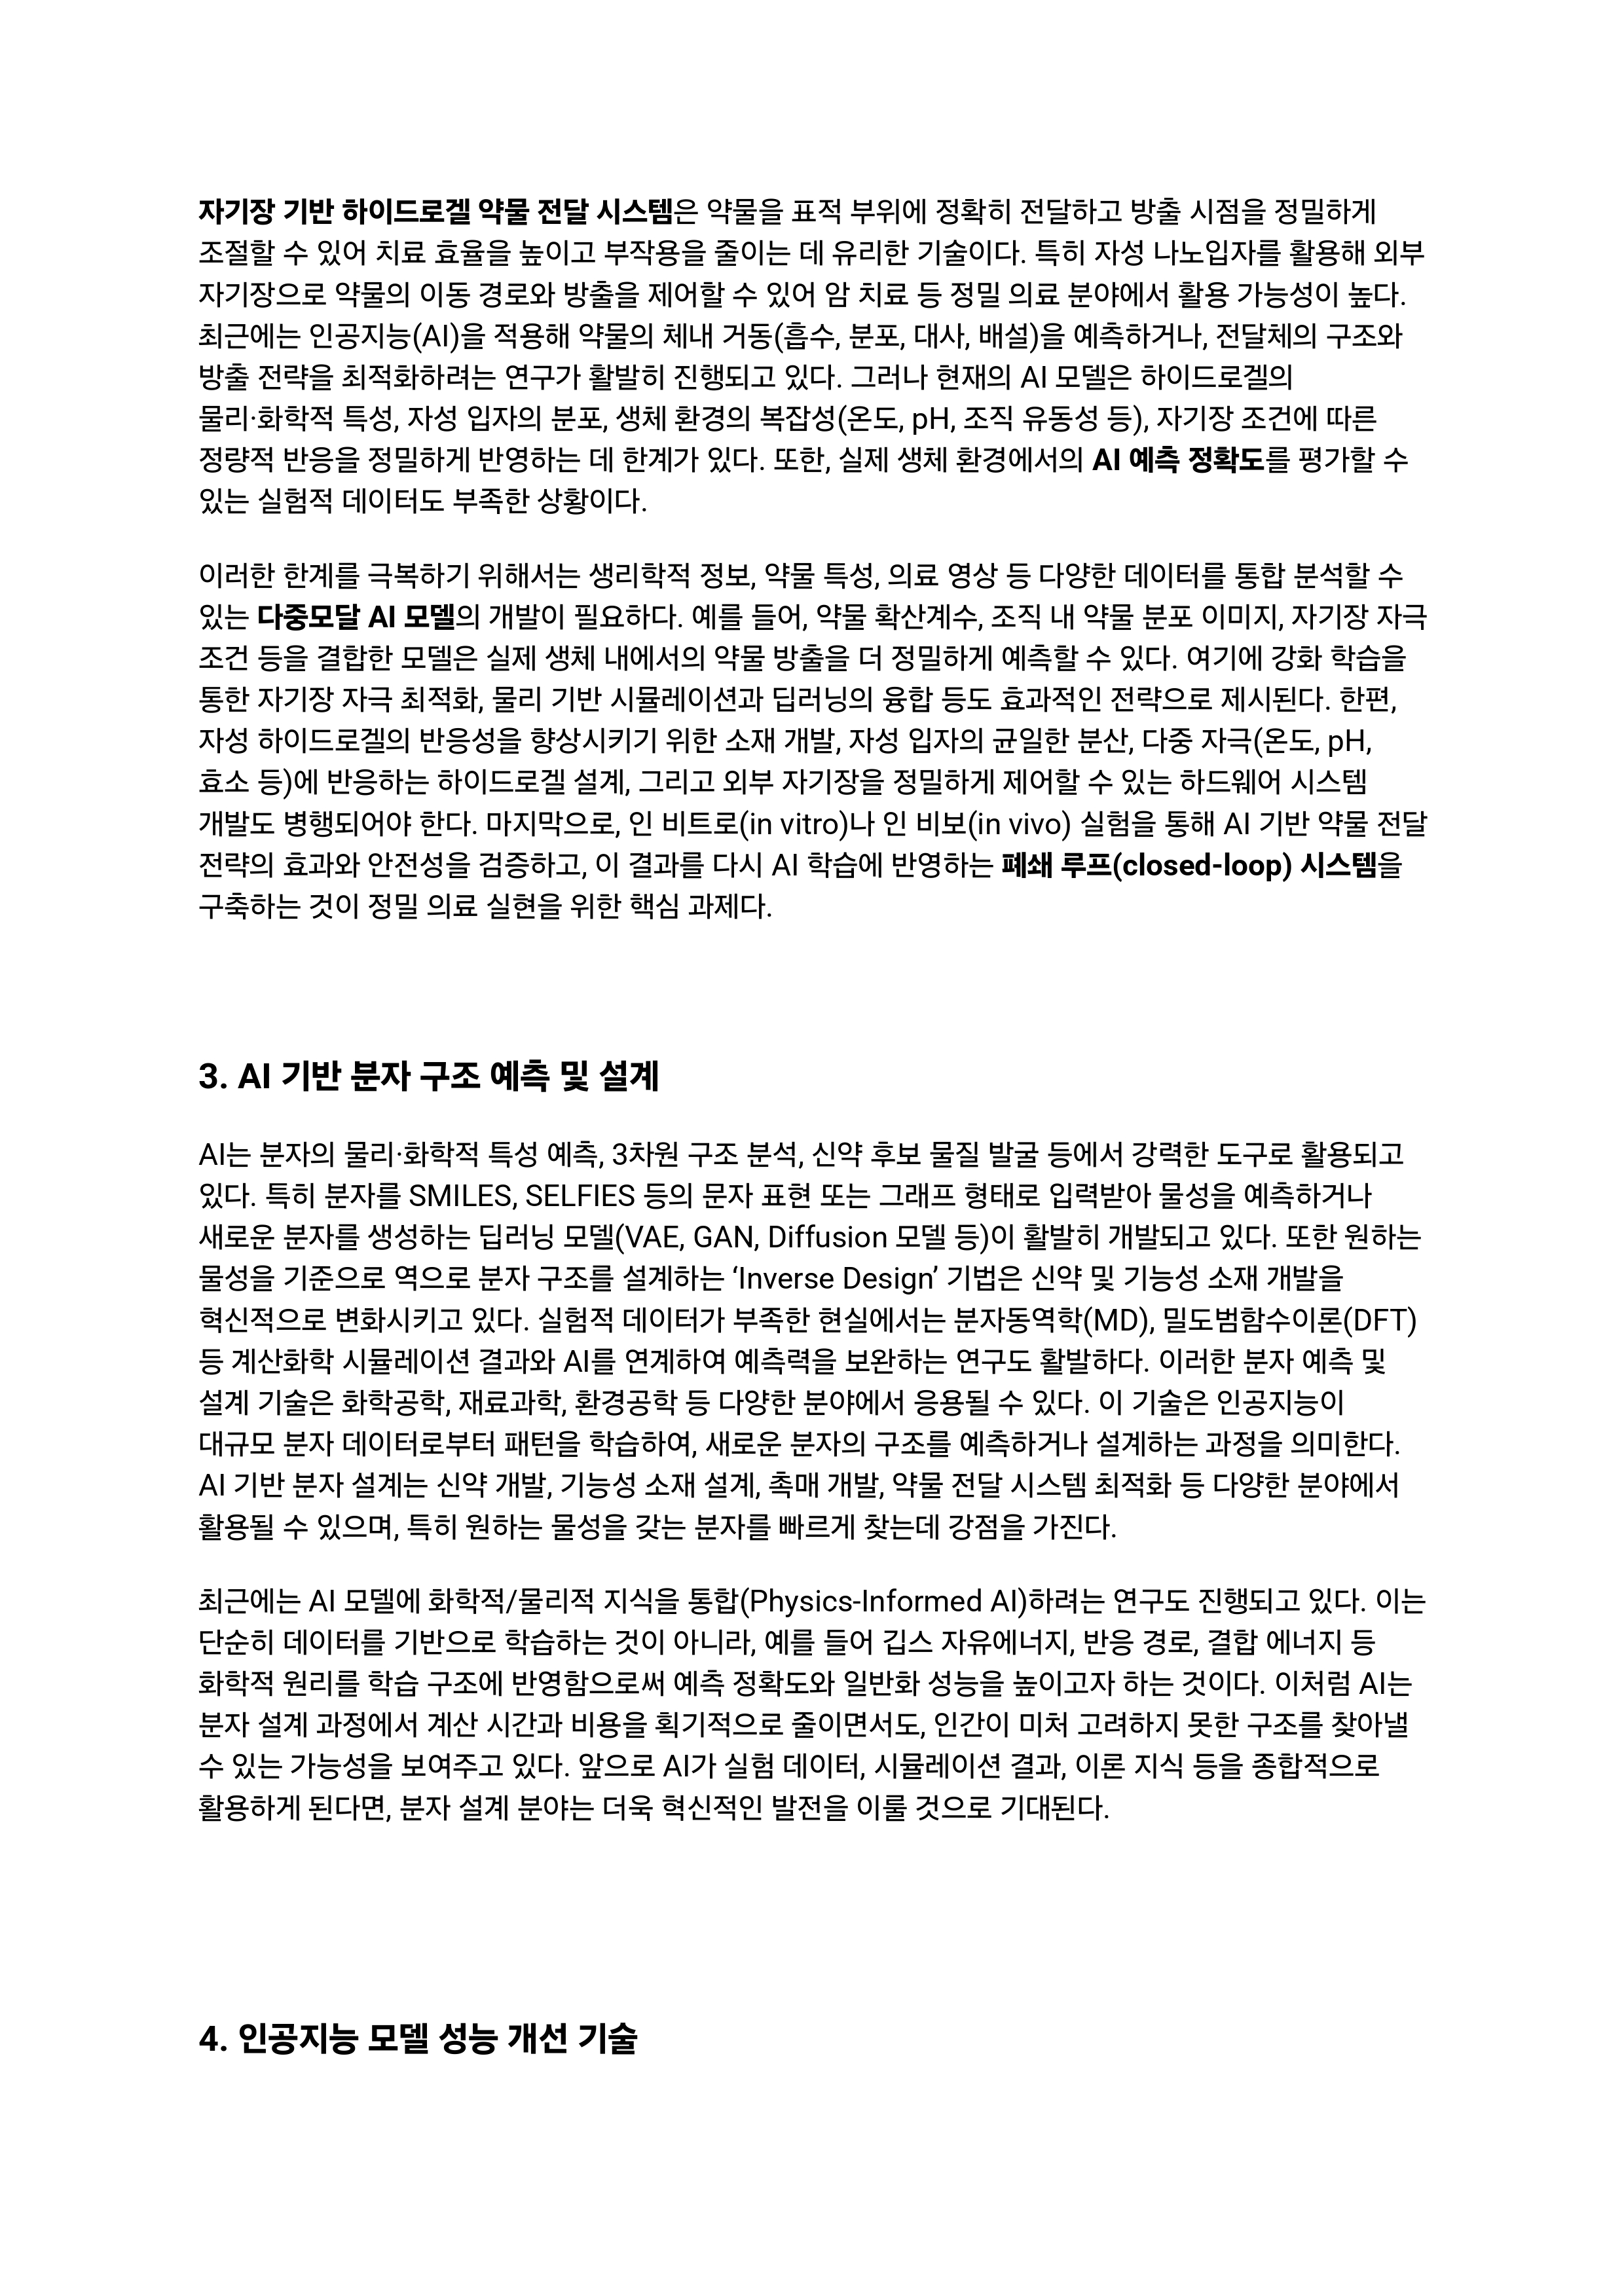 자기장 기반 하이드로겔 약물 전달 시스템은 약물을 표적 부위에 정확히 전달하고 방출 시점을 정밀하게
조절할 수 있어 치료 효율을 높이고 부작용을 줄이는 데 유리한 기술이다. 특히 자성 나노입자를 활용해 외부
자기장으로 약물의 이동 경로와 방출을 제어할 수 있어 암 치료 등 정밀 의료 분야에서 활용 가능성이 높다.
최근에는 인공지능(AI)을 적용해 약물의 체내 거동(흡수, 분포, 대사, 배설)을 예측하거나, 전달체의 구조와
방출 전략을 최적화하려는 연구가 활발히 진행되고 있다. 그러나 현재의 AI 모델은 하이드로겔의
물리·화학적 특성, 자성 입자의 분포, 생체 환경의 복잡성(온도, pH, 조직 유동성 등), 자기장 조건에 따른
정량적 반응을 정밀하게 반영하는 데 한계가 있다. 또한, 실제 생체 환경에서의 AI 예측 정확도를 평가할 수
있는 실험적 데이터도 부족한 상황이다.
이러한 한계를 극복하기 위해서는 생리학적 정보, 약물 특성, 의료 영상 등 다양한 데이터를 통합 분석할 수
있는 다중모달 AI 모델의 개발이 필요하다. 예를 들어, 약물 확산계수, 조직 내 약물 분포 이미지, 자기장 자극
조건 등을 결합한 모델은 실제 생체 내에서의 약물 방출을 더 정밀하게 예측할 수 있다. 여기에 강화 학습을
통한 자기장 자극 최적화, 물리 기반 시뮬레이션과 딥러닝의 융합 등도 효과적인 전략으로 제시된다. 한편,
자성 하이드로겔의 반응성을 향상시키기 위한 소재 개발, 자성 입자의 균일한 분산, 다중 자극(온도, pH,
효소 등)에 반응하는 하이드로겔 설계, 그리고 외부 자기장을 정밀하게 제어할 수 있는 하드웨어 시스템
개발도 병행되어야 한다. 마지막으로, 인 비트로(in vitro)나 인 비보(in vivo) 실험을 통해 AI 기반 약물 전달
전략의 효과와 안전성을 검증하고, 이 결과를 다시 AI 학습에 반영하는 폐쇄 루프(closed-loop) 시스템을
구축하는 것이 정밀 의료 실현을 위한 핵심 과제다.
3. AI 기반 분자 구조 예측 및 설계
AI는 분자의 물리·화학적 특성 예측, 3차원 구조 분석, 신약 후보 물질 발굴 등에서 강력한 도구로 활용되고
있다. 특히 분자를 SMILES, SELFIES 등의 문자 표현 또는 그래프 형태로 입력받아 물성을 예측하거나
새로운 분자를 생성하는 딥러닝 모델(VAE, GAN, Diffusion 모델 등)이 활발히 개발되고 있다. 또한 원하는
물성을 기준으로 역으로 분자 구조를 설계하는 ‘Inverse Design’ 기법은 신약 및 기능성 소재 개발을
혁신적으로 변화시키고 있다. 실험적 데이터가 부족한 현실에서는 분자동역학(MD), 밀도범함수이론(DFT)
등 계산화학 시뮬레이션 결과와 AI를 연계하여 예측력을 보완하는 연구도 활발하다. 이러한 분자 예측 및
설계 기술은 화학공학, 재료과학, 환경공학 등 다양한 분야에서 응용될 수 있다. 이 기술은 인공지능이
대규모 분자 데이터로부터 패턴을 학습하여, 새로운 분자의 구조를 예측하거나 설계하는 과정을 의미한다.
AI 기반 분자 설계는 신약 개발, 기능성 소재 설계, 촉매 개발, 약물 전달 시스템 최적화 등 다양한 분야에서
활용될 수 있으며, 특히 원하는 물성을 갖는 분자를 빠르게 찾는데 강점을 가진다.
최근에는 AI 모델에 화학적/물리적 지식을 통합(Physics-Informed AI)하려는 연구도 진행되고 있다. 이는
단순히 데이터를 기반으로 학습하는 것이 아니라, 예를 들어 깁스 자유에너지, 반응 경로, 결합 에너지 등
화학적 원리를 학습 구조에 반영함으로써 예측 정확도와 일반화 성능을 높이고자 하는 것이다. 이처럼 AI는
분자 설계 과정에서 계산 시간과 비용을 획기적으로 줄이면서도, 인간이 미처 고려하지 못한 구조를 찾아낼
수 있는 가능성을 보여주고 있다. 앞으로 AI가 실험 데이터, 시뮬레이션 결과, 이론 지식 등을 종합적으로
활용하게 된다면, 분자 설계 분야는 더욱 혁신적인 발전을 이룰 것으로 기대된다.
4. 인공지능 모델 성능 개선 기술